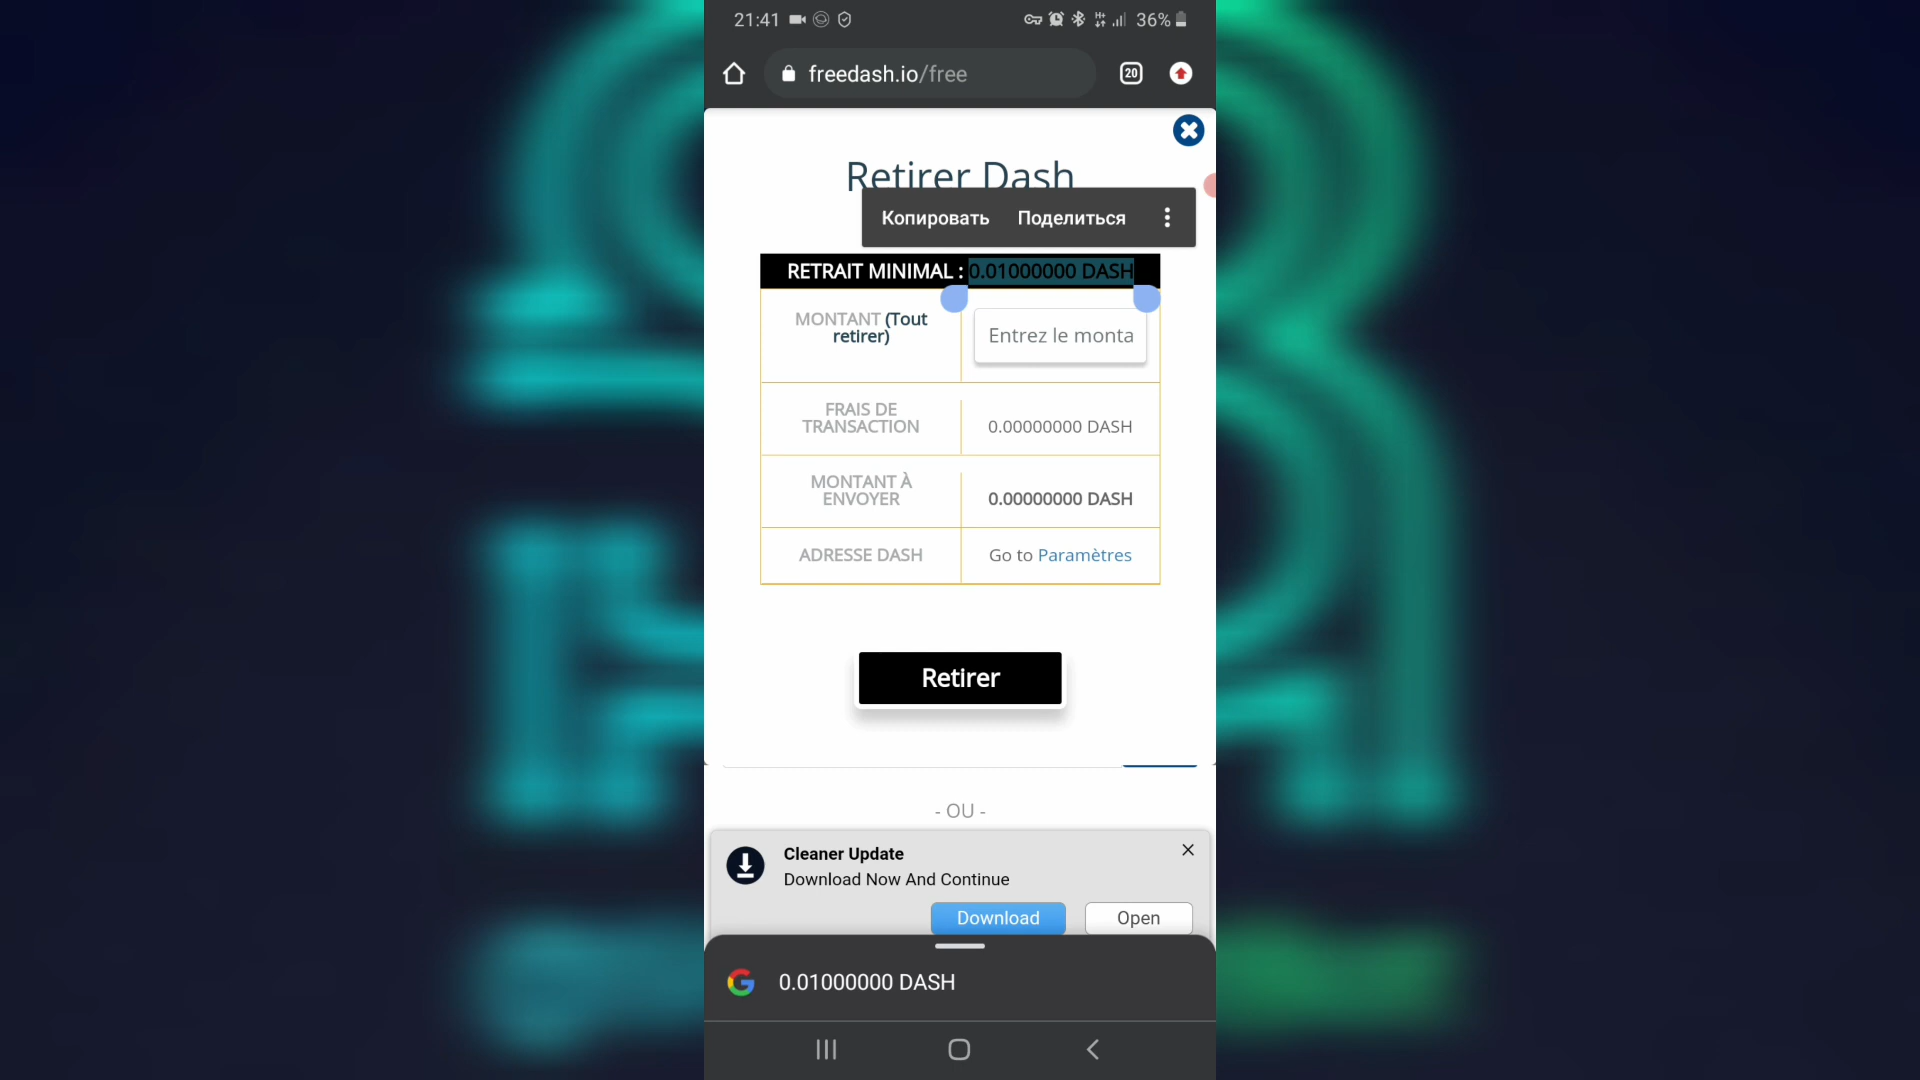 21:41
36%
freedash.io/free
20
Retirer Dash
Копировать Поделиться
RETRAIT MINIMAL : 0.01000000 DASH
MONTANT (Tout
retirer)
Entrez le monta
FRAIS DE
TRANSACTION
0.00000000 DASH
MONTANT À
ENVOYER
0.00000000 DASH
ADRESSE DASH
Go to Paramètres
Retirer
- OU -
Cleaner Update
Download Now And Continue
Download
Open
0.01000000 DASH